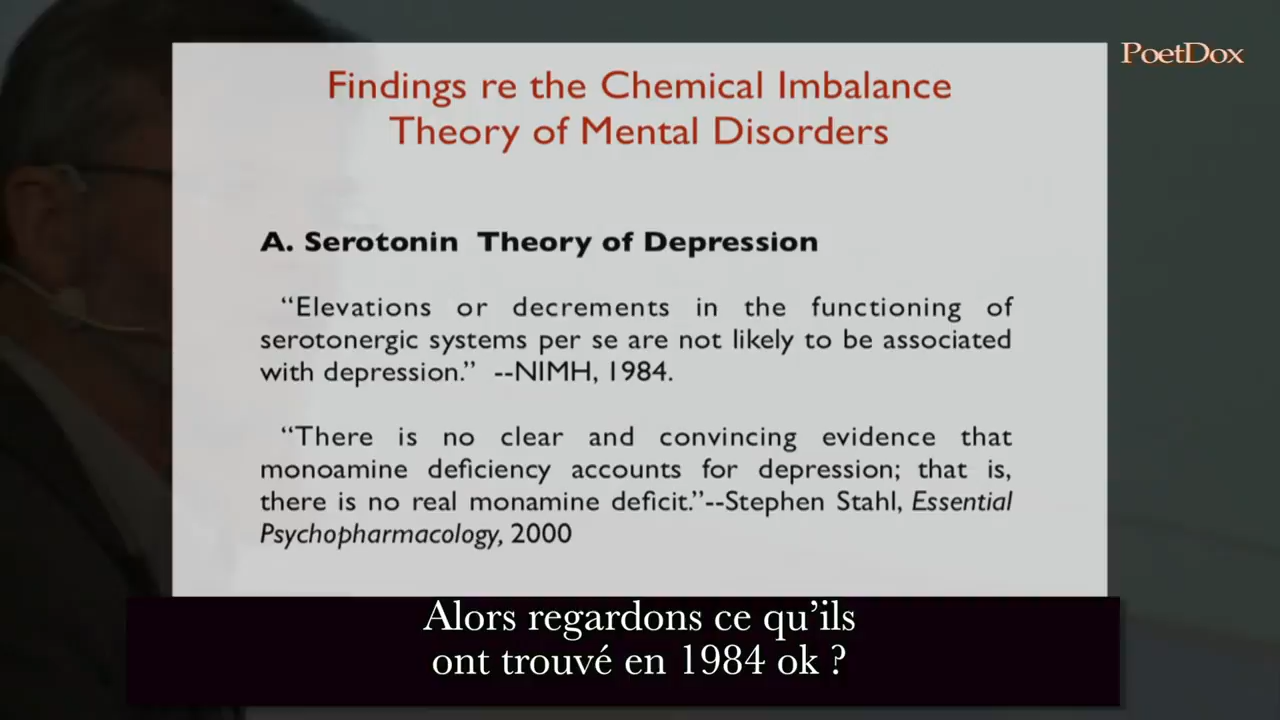 PoetDox
Findings re the Chemical Imbalance
Theory of Mental Disorders
A. Serotonin Theory of Depression
“Elevations or decrements in the functioning of
serotonergic systems per se are not likely to be associated
with depression.” --NIMH, 1984.
“There is no clear and convincing evidence that
monoamine deficiency accounts for depression; that is,
there is no real monamine deficit.”--Stephen Stahl, Essential
Psychopharmacology, 2000
Alors regardons ce qu’ils
ont trouvé en 1984 ok ?